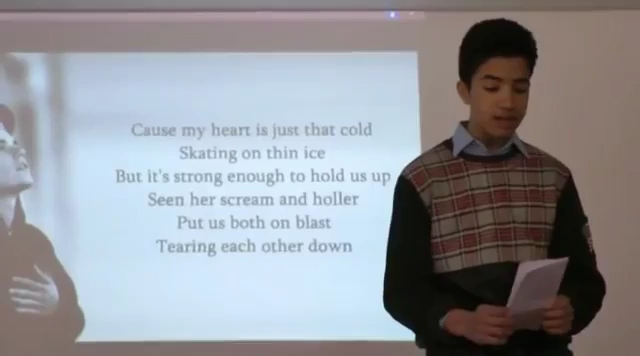 Cause my heart is just that cold
Skating on thin ice
But it's strong enough to hold us up
Seen her scream and holler
Put us both on blast
Tearing each other down